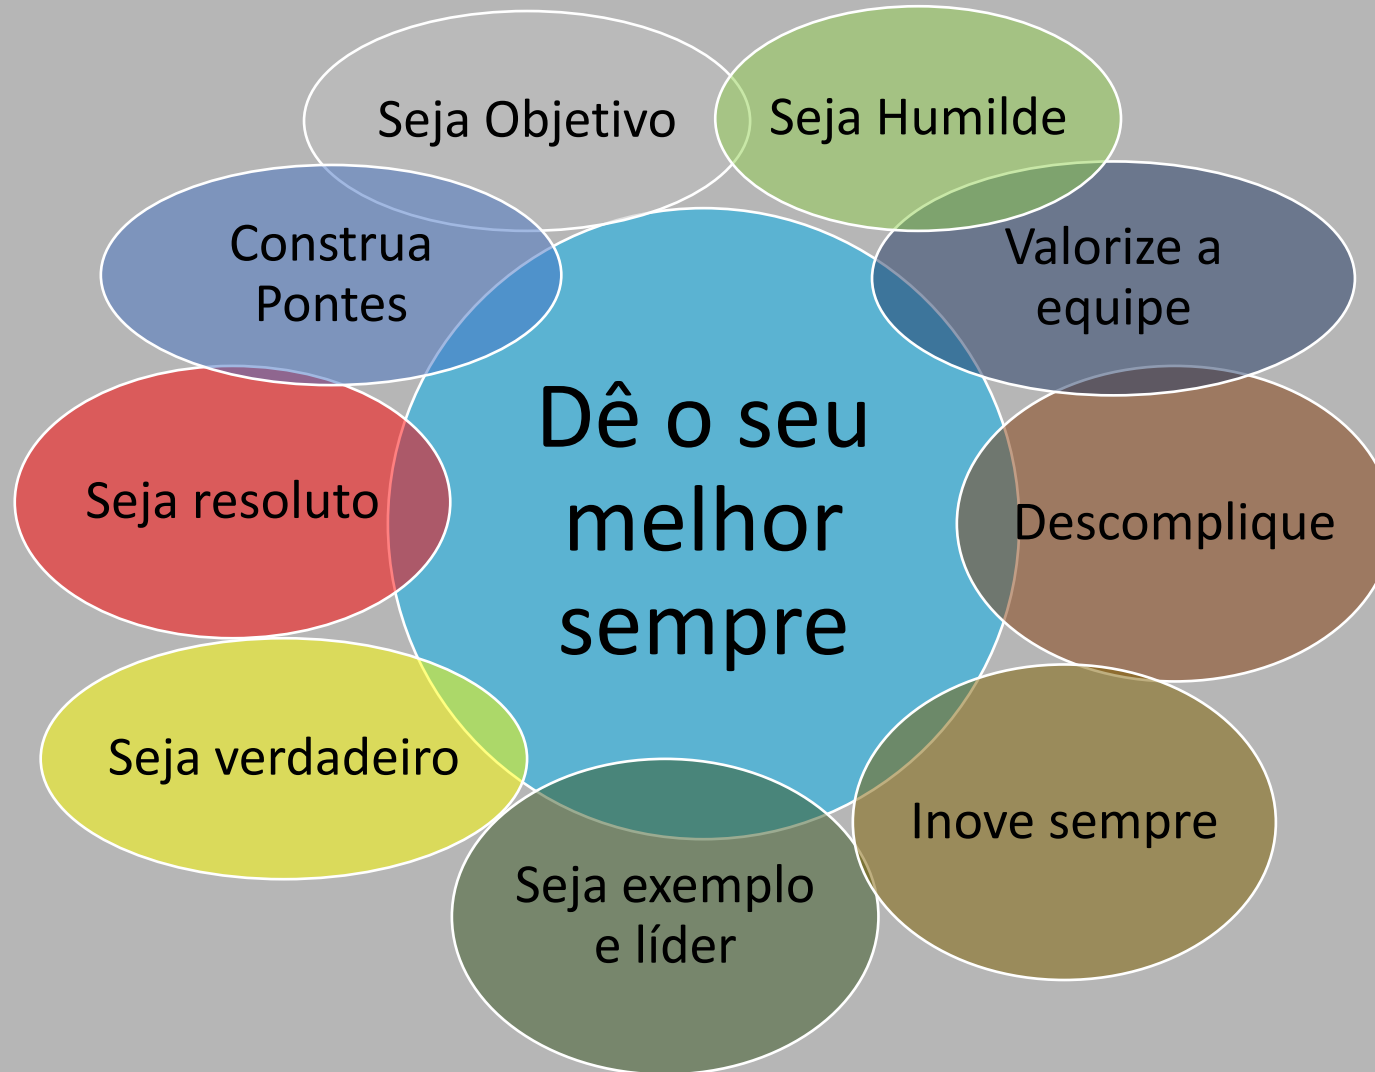 Seja Objetivo
Seja Humilde
Construa
Pontes
Valorize a
equipe
Dê o seu
melhor
sempre
Seja resoluto
Descomplique
Seja verdadeiro
Inove sempre
Seja exemplo
e líder